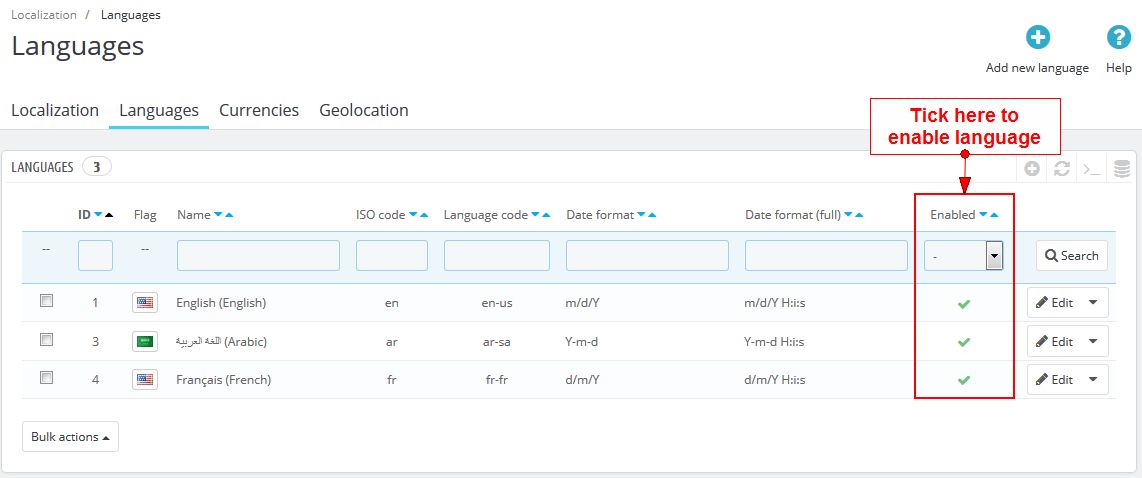 Localization / Languages
Languages
Add new language
Help
Localization Languages Currencies Geolocation
Tick here to
enable language
LANGUAGES 3
ID Flag Name ISO code Language code Date format Date format (full) Enabled
-- -- - Search
1 English (English) en en-us m/d/Y m/d/Y H:i:s Edit
3 اللغة العربية (Arabic) ar ar-sa Y-m-d Y-m-d H:i:s Edit
4 Français (French) fr fr-fr d/m/Y d/m/Y H:i:s Edit
Bulk actions